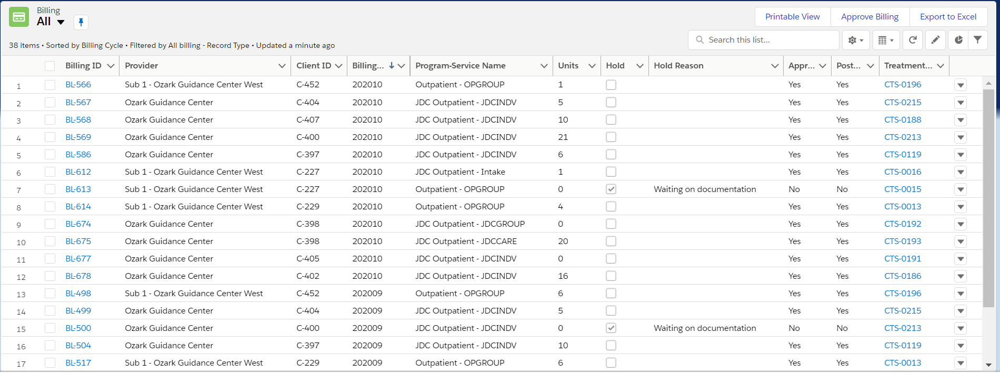 Billing
All
Printable View Approve Billing Export to Excel
38 items • Sorted by Billing Cycle • Filtered by All billing - Record Type • Updated a minute ago
Search this list...
Billing ID Provider Client ID Billing... Program-Service Name Units Hold Hold Reason Appr... Post... Treatment...
1 BL-566 Sub 1 - Ozark Guidance Center West C-452 202010 Outpatient - OPGROUP 1 Yes Yes CTS-0196
2 BL-567 Ozark Guidance Center C-404 202010 JDC Outpatient - JDCINDV 5 Yes Yes CTS-0215
3 BL-568 Ozark Guidance Center C-407 202010 JDC Outpatient - JDCINDV 10 Yes Yes CTS-0188
4 BL-569 Ozark Guidance Center C-400 202010 JDC Outpatient - JDCINDV 21 Yes Yes CTS-0213
5 BL-586 Ozark Guidance Center C-397 202010 JDC Outpatient - JDCINDV 6 Yes Yes CTS-0119
6 BL-612 Sub 1 - Ozark Guidance Center West C-227 202010 JDC Outpatient - Intake 1 Yes Yes CTS-0016
7 BL-613 Sub 1 - Ozark Guidance Center West C-227 202010 Outpatient - OPGROUP 0 Waiting on documentation No No CTS-0015
8 BL-614 Sub 1 - Ozark Guidance Center West C-229 202010 Outpatient - OPGROUP 4 Yes Yes CTS-0013
9 BL-674 Ozark Guidance Center C-398 202010 JDC Outpatient - JDCGROUP 0 Yes Yes CTS-0192
10 BL-675 Ozark Guidance Center C-398 202010 JDC Outpatient - JDCCARE 20 Yes Yes CTS-0193
11 BL-677 Ozark Guidance Center C-405 202010 JDC Outpatient - JDCINDV 0 Yes Yes CTS-0191
12 BL-678 Ozark Guidance Center C-402 202010 JDC Outpatient - JDCINDV 16 Yes Yes CTS-0186
13 BL-498 Sub 1 - Ozark Guidance Center West C-452 202009 Outpatient - OPGROUP 6 Yes Yes CTS-0196
14 BL-499 Ozark Guidance Center C-404 202009 JDC Outpatient - JDCINDV 5 Yes Yes CTS-0215
15 BL-500 Ozark Guidance Center C-400 202009 JDC Outpatient - JDCINDV 0 Waiting on documentation No No CTS-0213
16 BL-504 Ozark Guidance Center C-397 202009 JDC Outpatient - JDCINDV 10 Yes Yes CTS-0119
17 BL-517 Sub 1 - Ozark Guidance Center West C-229 202009 Outpatient - OPGROUP 6 Yes Yes CTS-0013